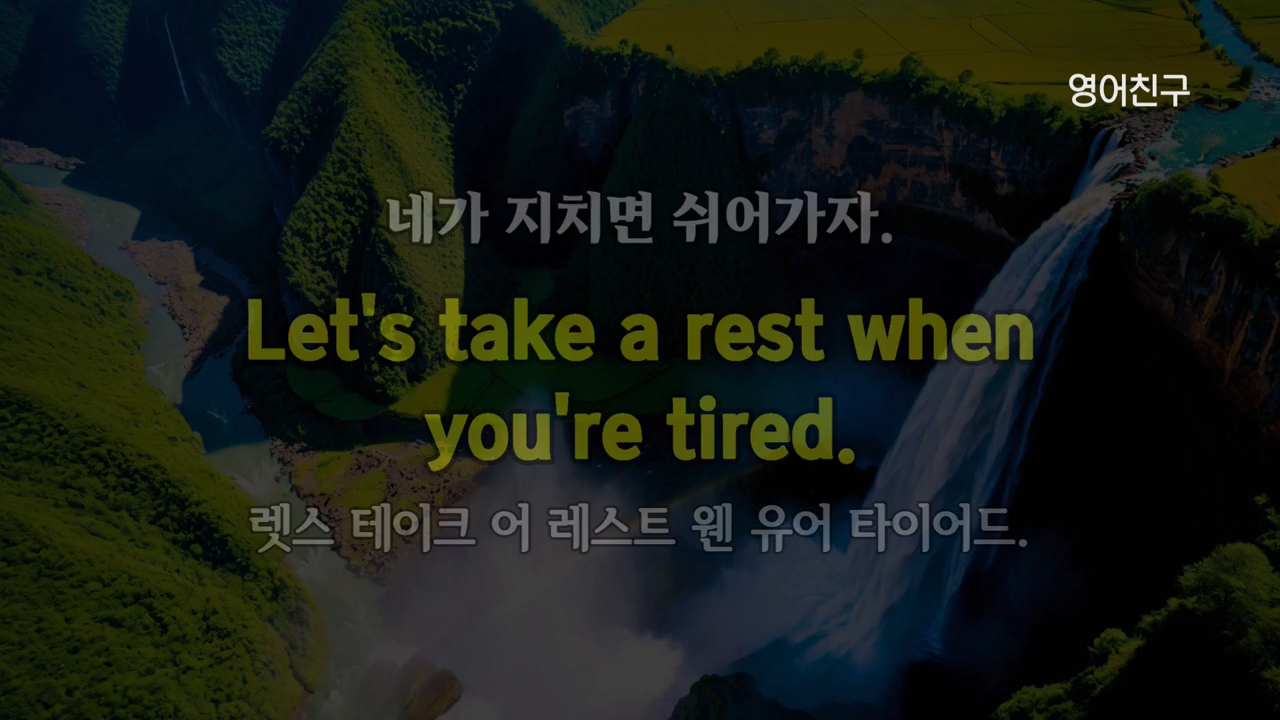 영어친구
네가 지치면 쉬어가자.
Let's take a rest when
you're tired.
렛스 테이크 어 레스트 웬 유어 타이어드.